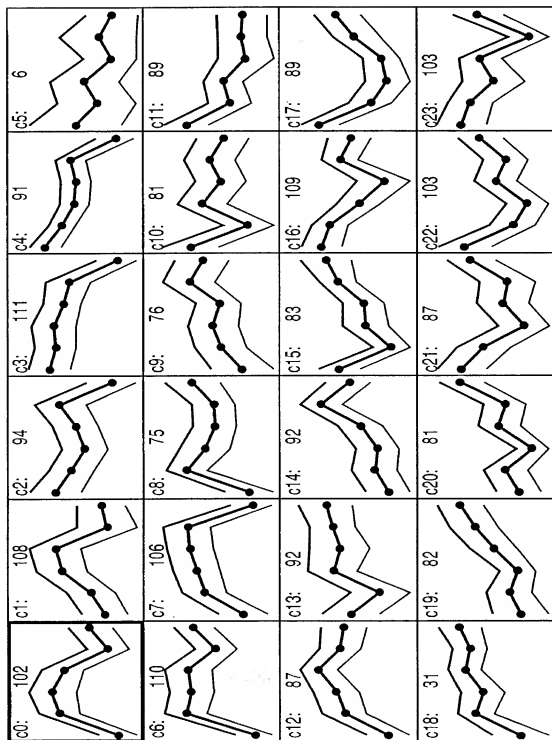 c0: 102
c1: 108
c2: 94
c3: 111
c4: 91
c5: 6
c6: 110
c7: 106
c8: 75
c9: 76
c10: 81
c11: 89
c12: 87
c13: 92
c14: 92
c15: 83
c16: 109
c17: 89
c18: 31
c19: 82
c20: 81
c21: 87
c22: 103
c23: 103